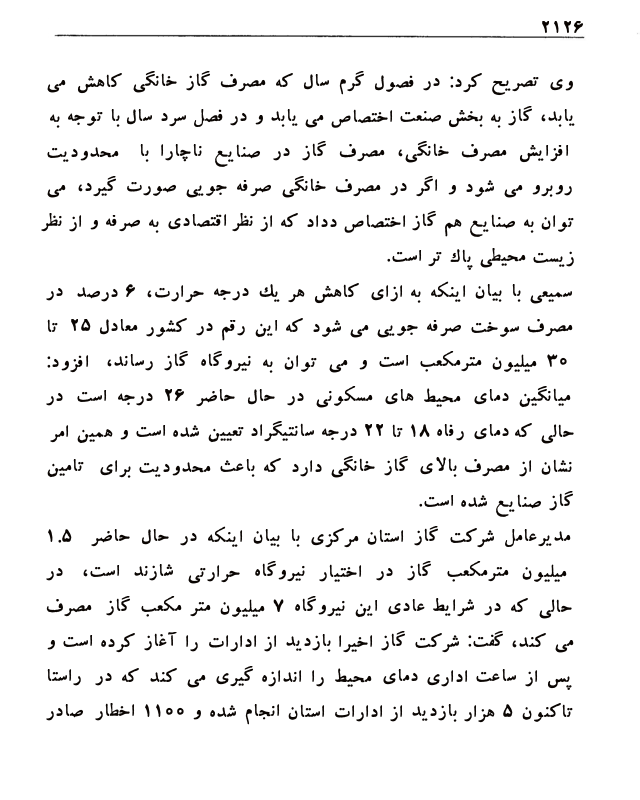 ۲۱۲۶
وی تصریح کرد: در فصول گرم سال که مصرف گاز خانگی کاهش می
یابد، گاز به بخش صنعت اختصاص می یابد و در فصل سرد سال با توجه به
افزایش مصرف خانگی، مصرف گاز در صنایع ناچارا با محدودیت
روبرو می شود و اگر در مصرف خانگی صرفه جویی صورت گیرد، می
توان به صنایع هم گاز اختصاص دداد که از نظر اقتصادی به صرفه و از نظر
زیست محیطی پاک تر است.
سمیعی با بیان اینکه به ازای کاهش هر یک درجه حرارت، ۶ درصد در
مصرف سوخت صرفه جویی می شود که این رقم در کشور معادل ۲۵ تا
۳۰ میلیون مترمکعب است و می توان به نیروگاه گاز رساند، افزود:
میانگین دمای محیط های مسکونی در حال حاضر ۲۶ درجه است در
حالی که دمای رفاه ۱۸ تا ۲۲ درجه سانتیگراد تعیین شده است و همین امر
نشان از مصرف بالای گاز خانگی دارد که باعث محدودیت برای تامین
گاز صنایع شده است.
مدیرعامل شرکت گاز استان مرکزی با بیان اینکه در حال حاضر ۱.۵
میلیون مترمکعب گاز در اختیار نیروگاه حرارتی شازند است، در
حالی که در شرایط عادی این نیروگاه ۷ میلیون متر مکعب گاز مصرف
می کند، گفت: شرکت گاز اخیرا بازدید از ادارات را آغاز کرده است و
پس از ساعت اداری دمای محیط را اندازه گیری می کند که در راستا
تاکنون ۵ هزار بازدید از ادارات استان انجام شده و ۱۱۰۰ اخطار صادر